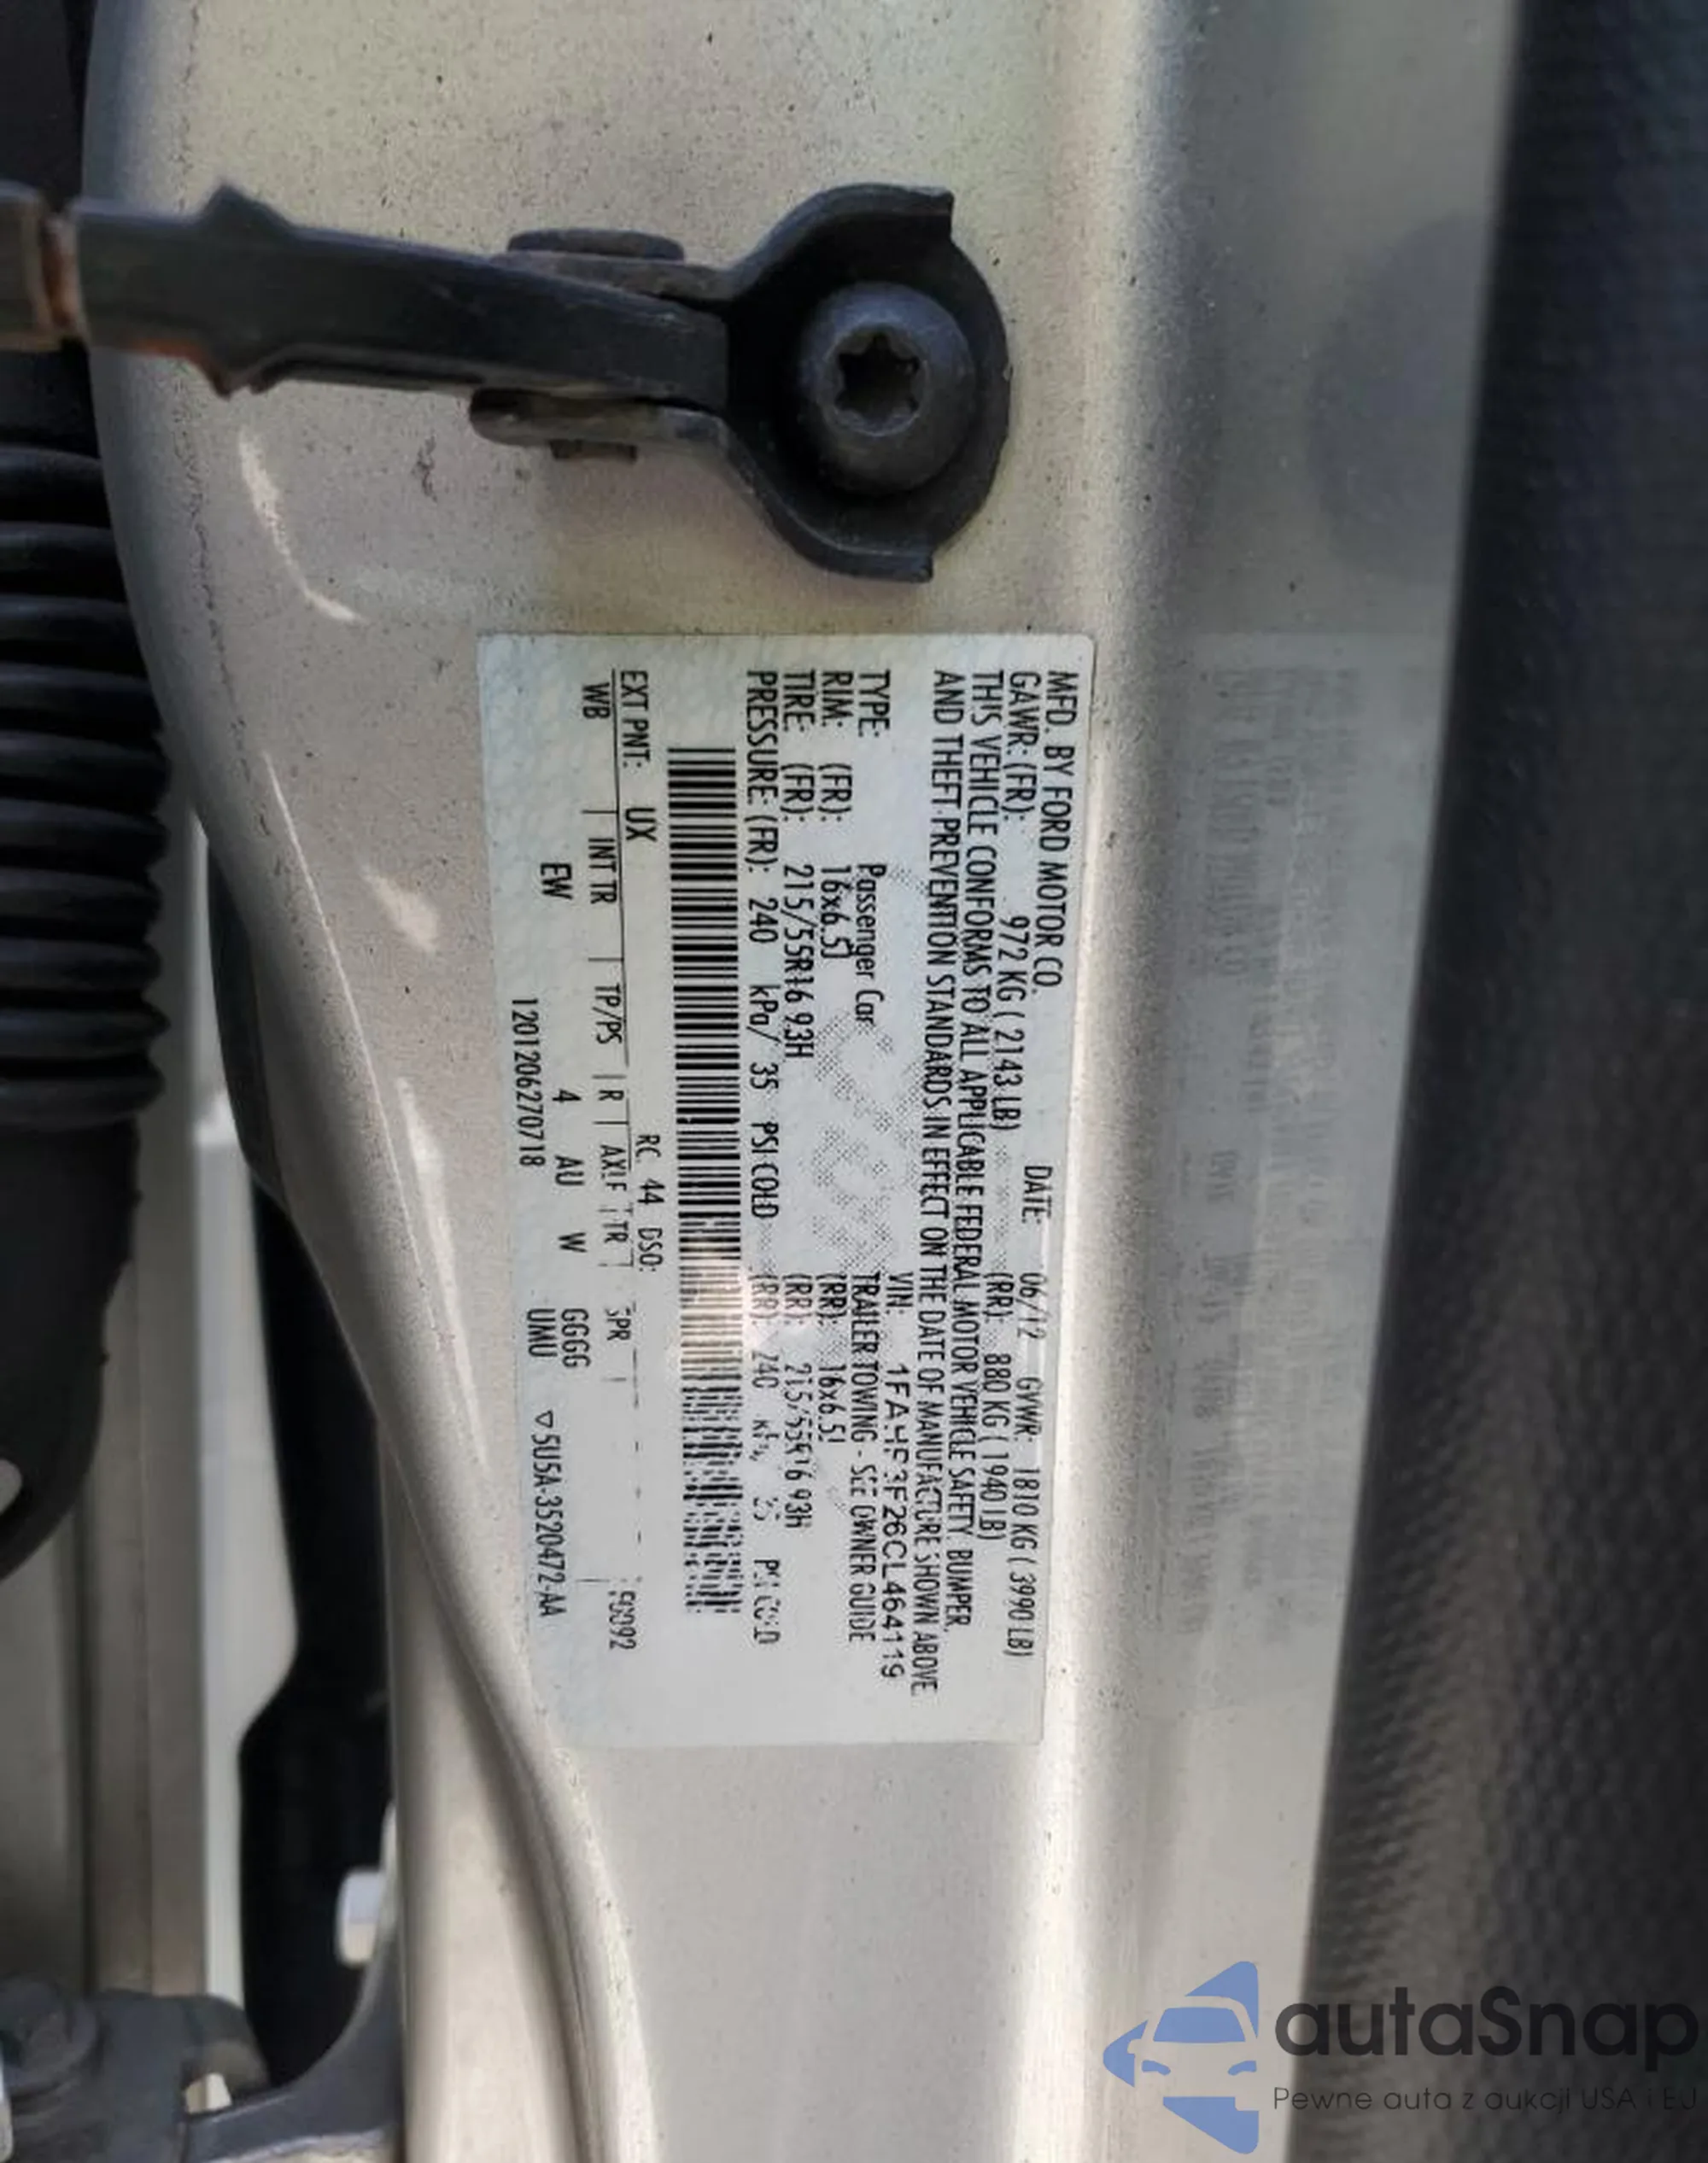 MFD. BY FORD MOTOR CO. DATE: 06/12 GVWR: 1810 KG ( 3990 LB)
GAWR: (FR): 972 KG ( 2143 LB) (RR): 880 KG ( 1940 LB)
THIS VEHICLE CONFORMS TO ALL APPLICABLE FEDERAL MOTOR VEHICLE SAFETY, BUMPER,
AND THEFT PREVENTION STANDARDS IN EFFECT ON THE DATE OF MANUFACTURE SHOWN ABOVE.
VIN: 1FAHP3F26CL464119
TYPE: Passenger Car TRAILER TOWING - SEE OWNER GUIDE
RIM: (FR): 16x6.5J (RR): 16x6.5J
TIRE: (FR): 215/55R16 93H (RR): 215/55R16 93H
PRESSURE: (FR): 240 kPa/ 35 PSI COLD (RR): 240 kPa/ 35 PSI COLD
RC: 44 DSO:
EXT PNT: UX
WB INT TR TP/PS R AXLE TR SPR
EW 4 AU W GGGG
1201206270718 UMU ▽5U5A-3520472-AA
autaSnap
Pewne auta z aukcji USA i EU